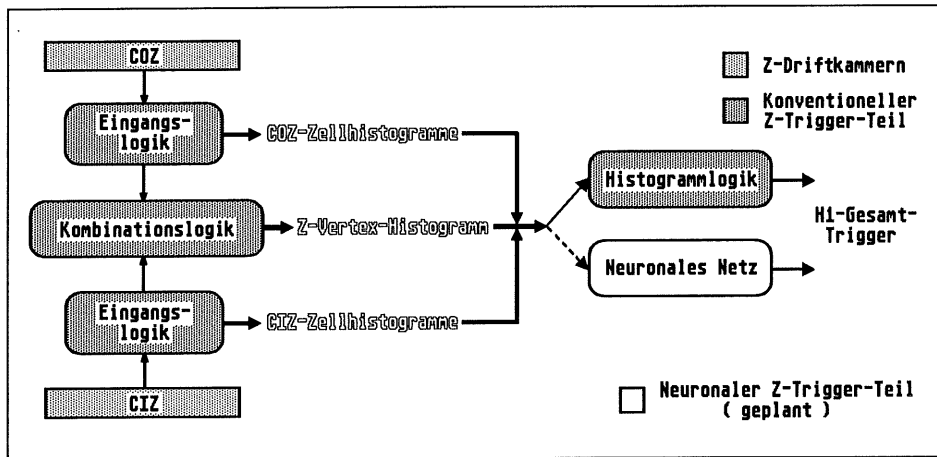 COZ
Z-Driftkammern
Konventioneller
Z-Trigger-Teil
Eingangs-
logik
COZ-Zellhistogramme
Histogrammlogik
Kombinationslogik
Z-Vertex-Histogramm
H1-Gesamt-
Trigger
Neuronales Netz
Eingangs-
logik
CIZ-Zellhistogramme
CIZ
Neuronaler Z-Trigger-Teil
( geplant )